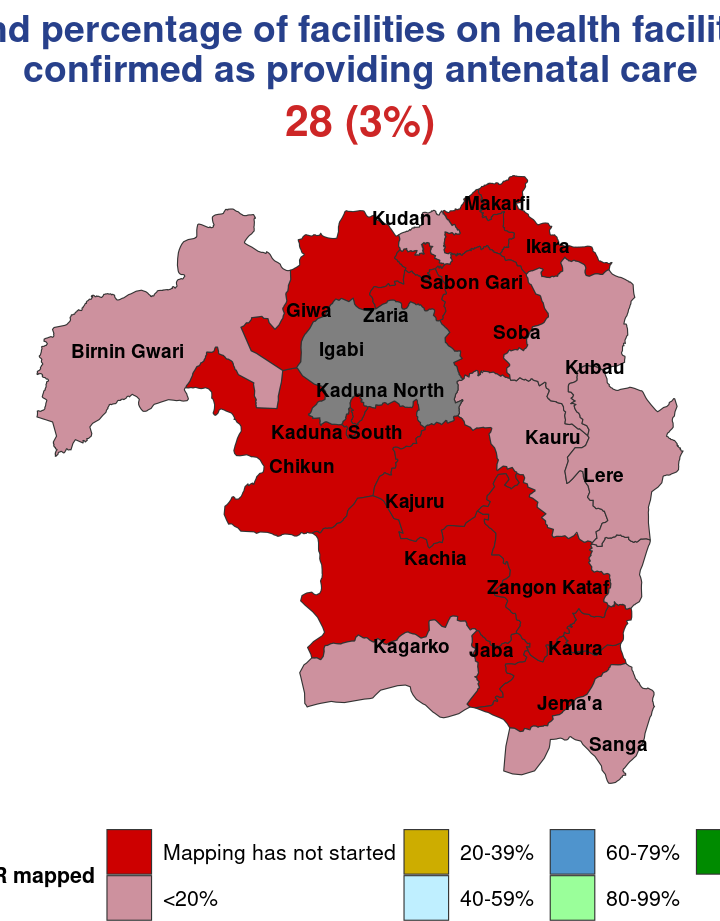 nd percentage of facilities on health facilit
confirmed as providing antenatal care
28 (3%)
Makarfi
Kudan
Ikara
Sabon Gari
Giwa
Zaria
Soba
Igabi
Birnin Gwari
Kubau
Kaduna North
Kaduna South
Kauru
Chikun
Lere
Kajuru
Kachia
Zangon Kataf
Kagarko
Jaba
Kaura
Jema'a
Sanga
R mapped
Mapping has not started
20-39%
60-79%
<20%
40-59%
80-99%